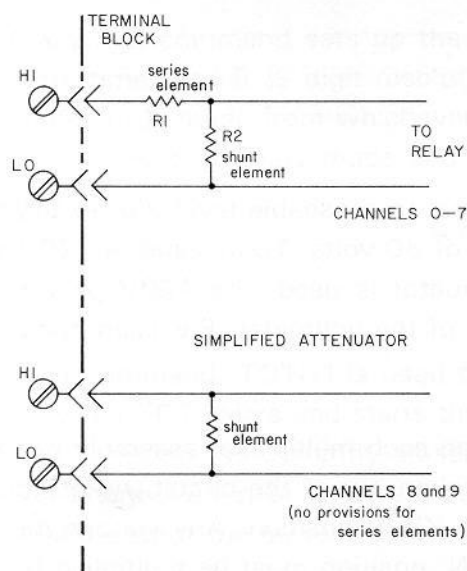 TERMINAL
BLOCK
HI
series
element
R1
R2
shunt
element
TO
RELAY
LO
CHANNELS 0-7
SIMPLIFIED ATTENUATOR
HI
shunt
element
LO
CHANNELS 8 and 9
(no provisions for
series elements)